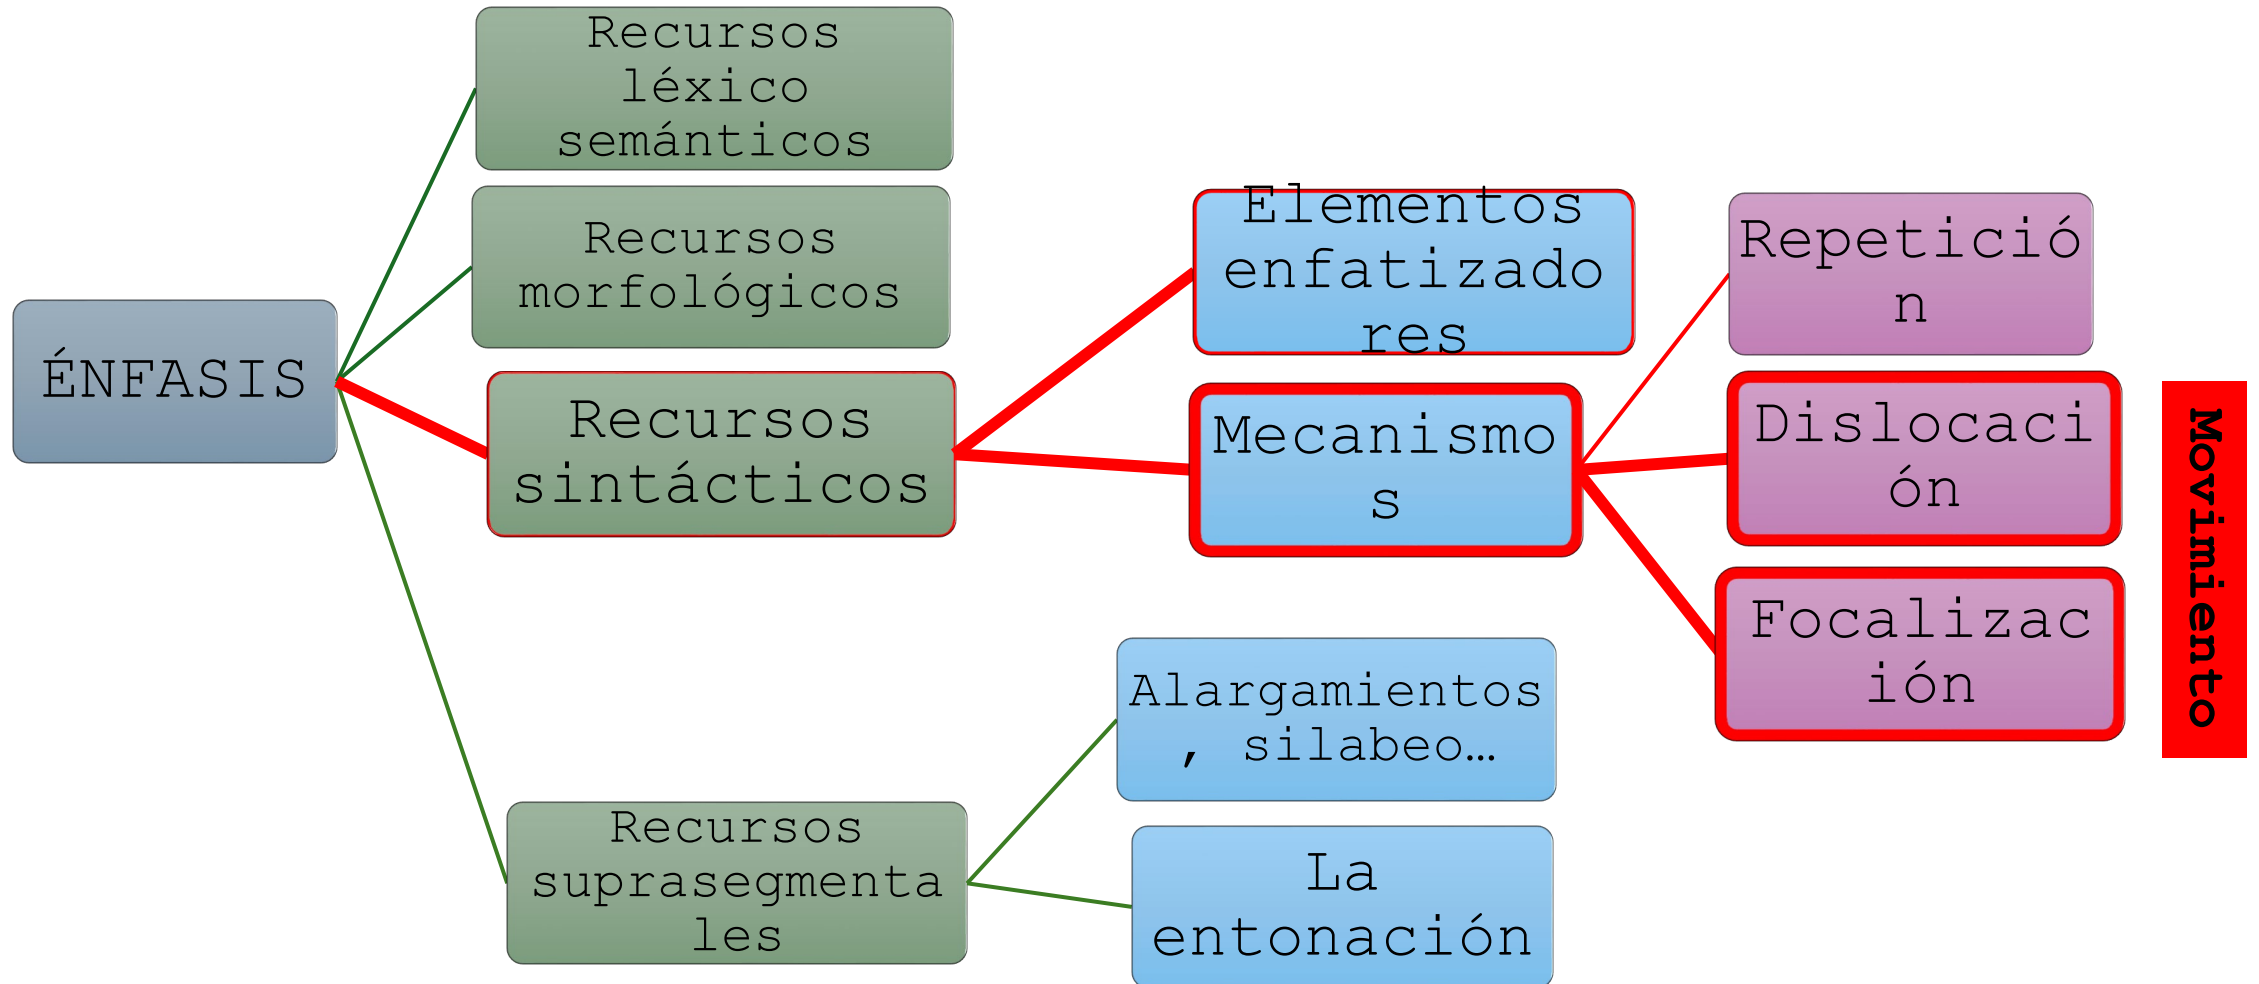 Recursos
léxico
semánticos
Recursos
morfológicos
ÉNFASIS
Recursos
sintácticos
Elementos
enfatizado
res
Mecanismo
s
Repetició
n
Dislocaci
ón
Focalizac
ión
Movimiento
Recursos
suprasegmenta
les
Alargamientos
, silabeo…
La
entonación